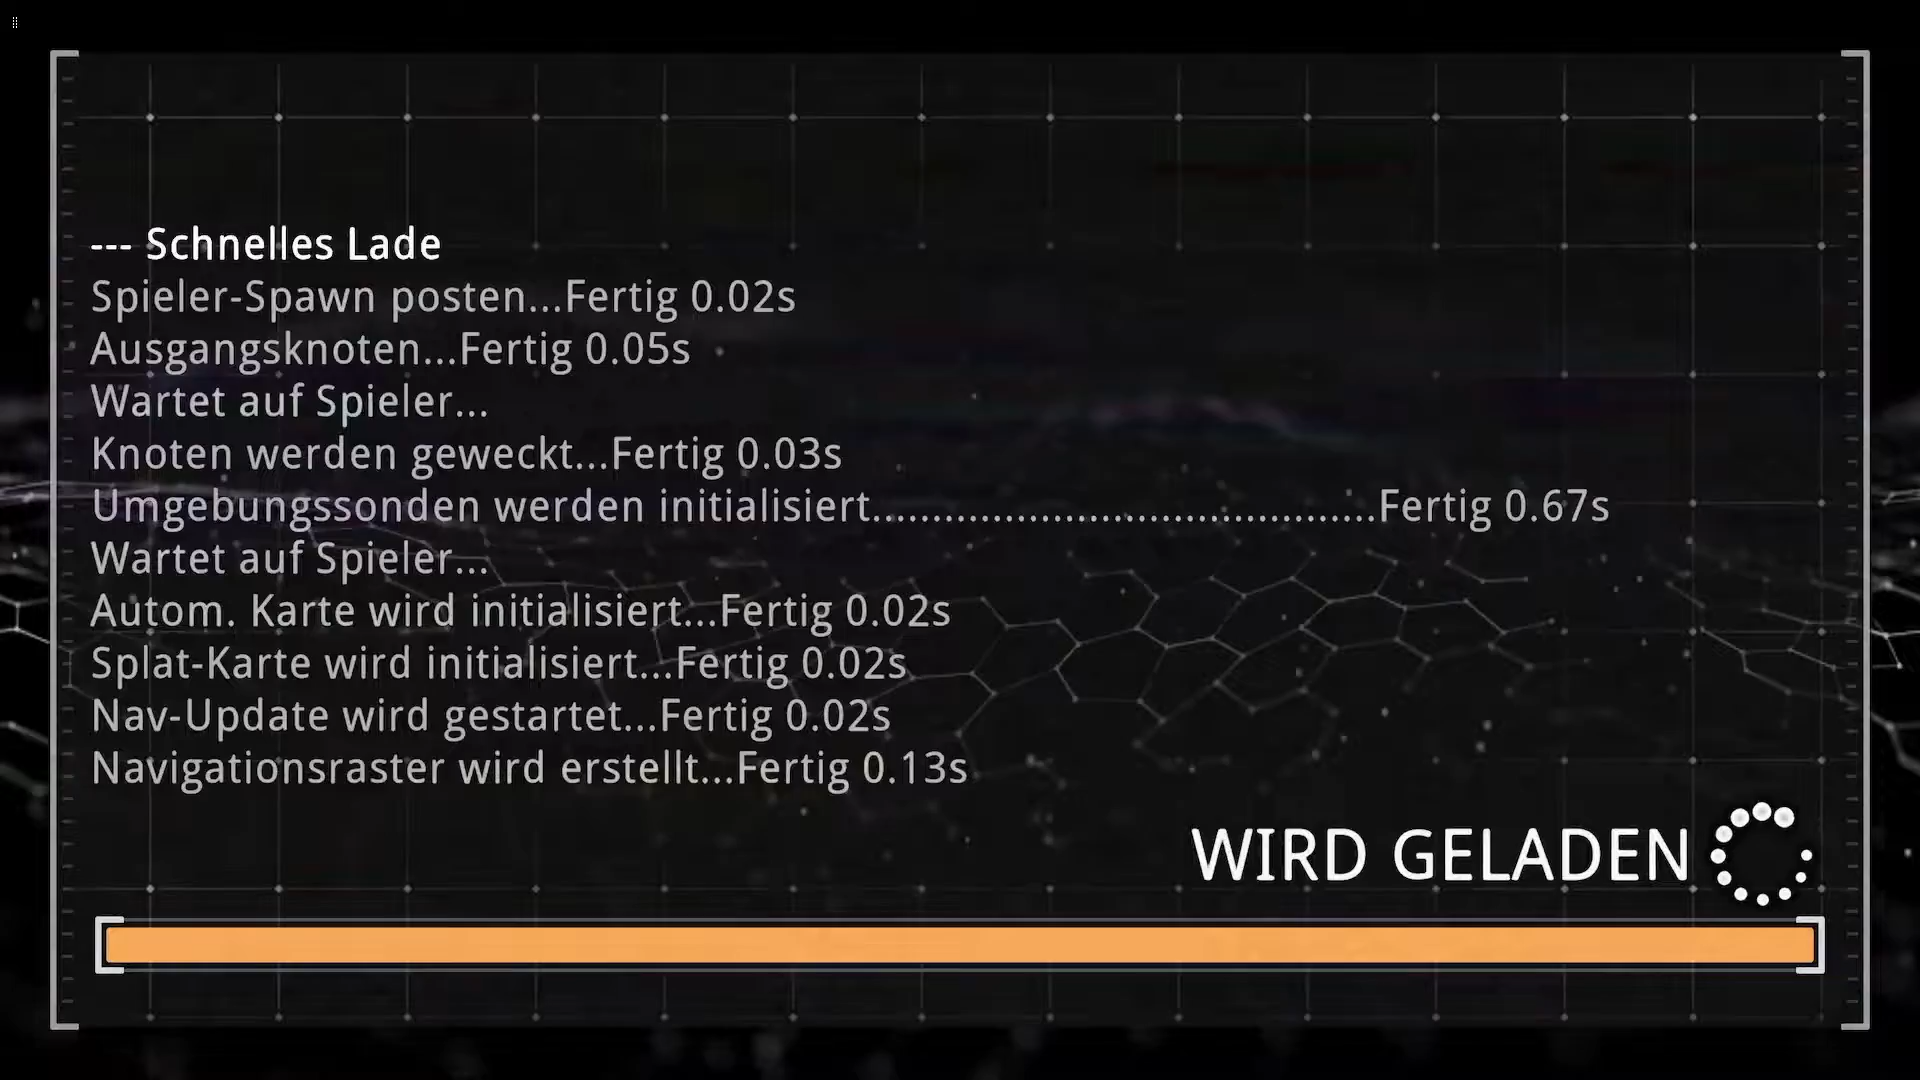 --- Schnelles Lade
Spieler-Spawn posten...Fertig 0.02s
Ausgangsknoten...Fertig 0.05s
Wartet auf Spieler...
Knoten werden geweckt...Fertig 0.03s
Umgebungssonden werden initialisiert..........................................Fertig 0.67s
Wartet auf Spieler...
Autom. Karte wird initialisiert...Fertig 0.02s
Splat-Karte wird initialisiert...Fertig 0.02s
Nav-Update wird gestartet...Fertig 0.02s
Navigationsraster wird erstellt...Fertig 0.13s
WIRD GELADEN